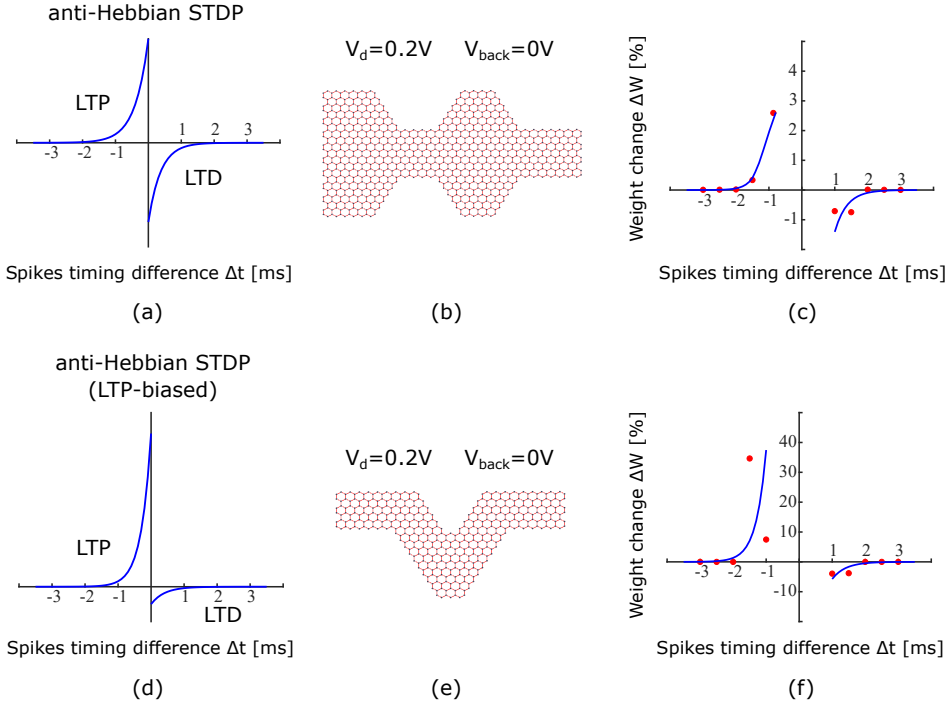 anti-Hebbian STDP
LTP
-3 -2 -1
1 2 3
LTD
Spikes timing difference Δt [ms]
(a)
V_d=0.2V V_back=0V
(b)
Weight change ΔW [%]
4
3
2
1
-1
-3 -2 -1
1 2 3
Spikes timing difference Δt [ms]
(c)
anti-Hebbian STDP
(LTP-biased)
LTP
-3 -2 -1
1 2 3
LTD
Spikes timing difference Δt [ms]
(d)
V_d=0.2V V_back=0V
(e)
Weight change ΔW [%]
40
30
20
10
-10
-3 -2 -1
1 2 3
Spikes timing difference Δt [ms]
(f)